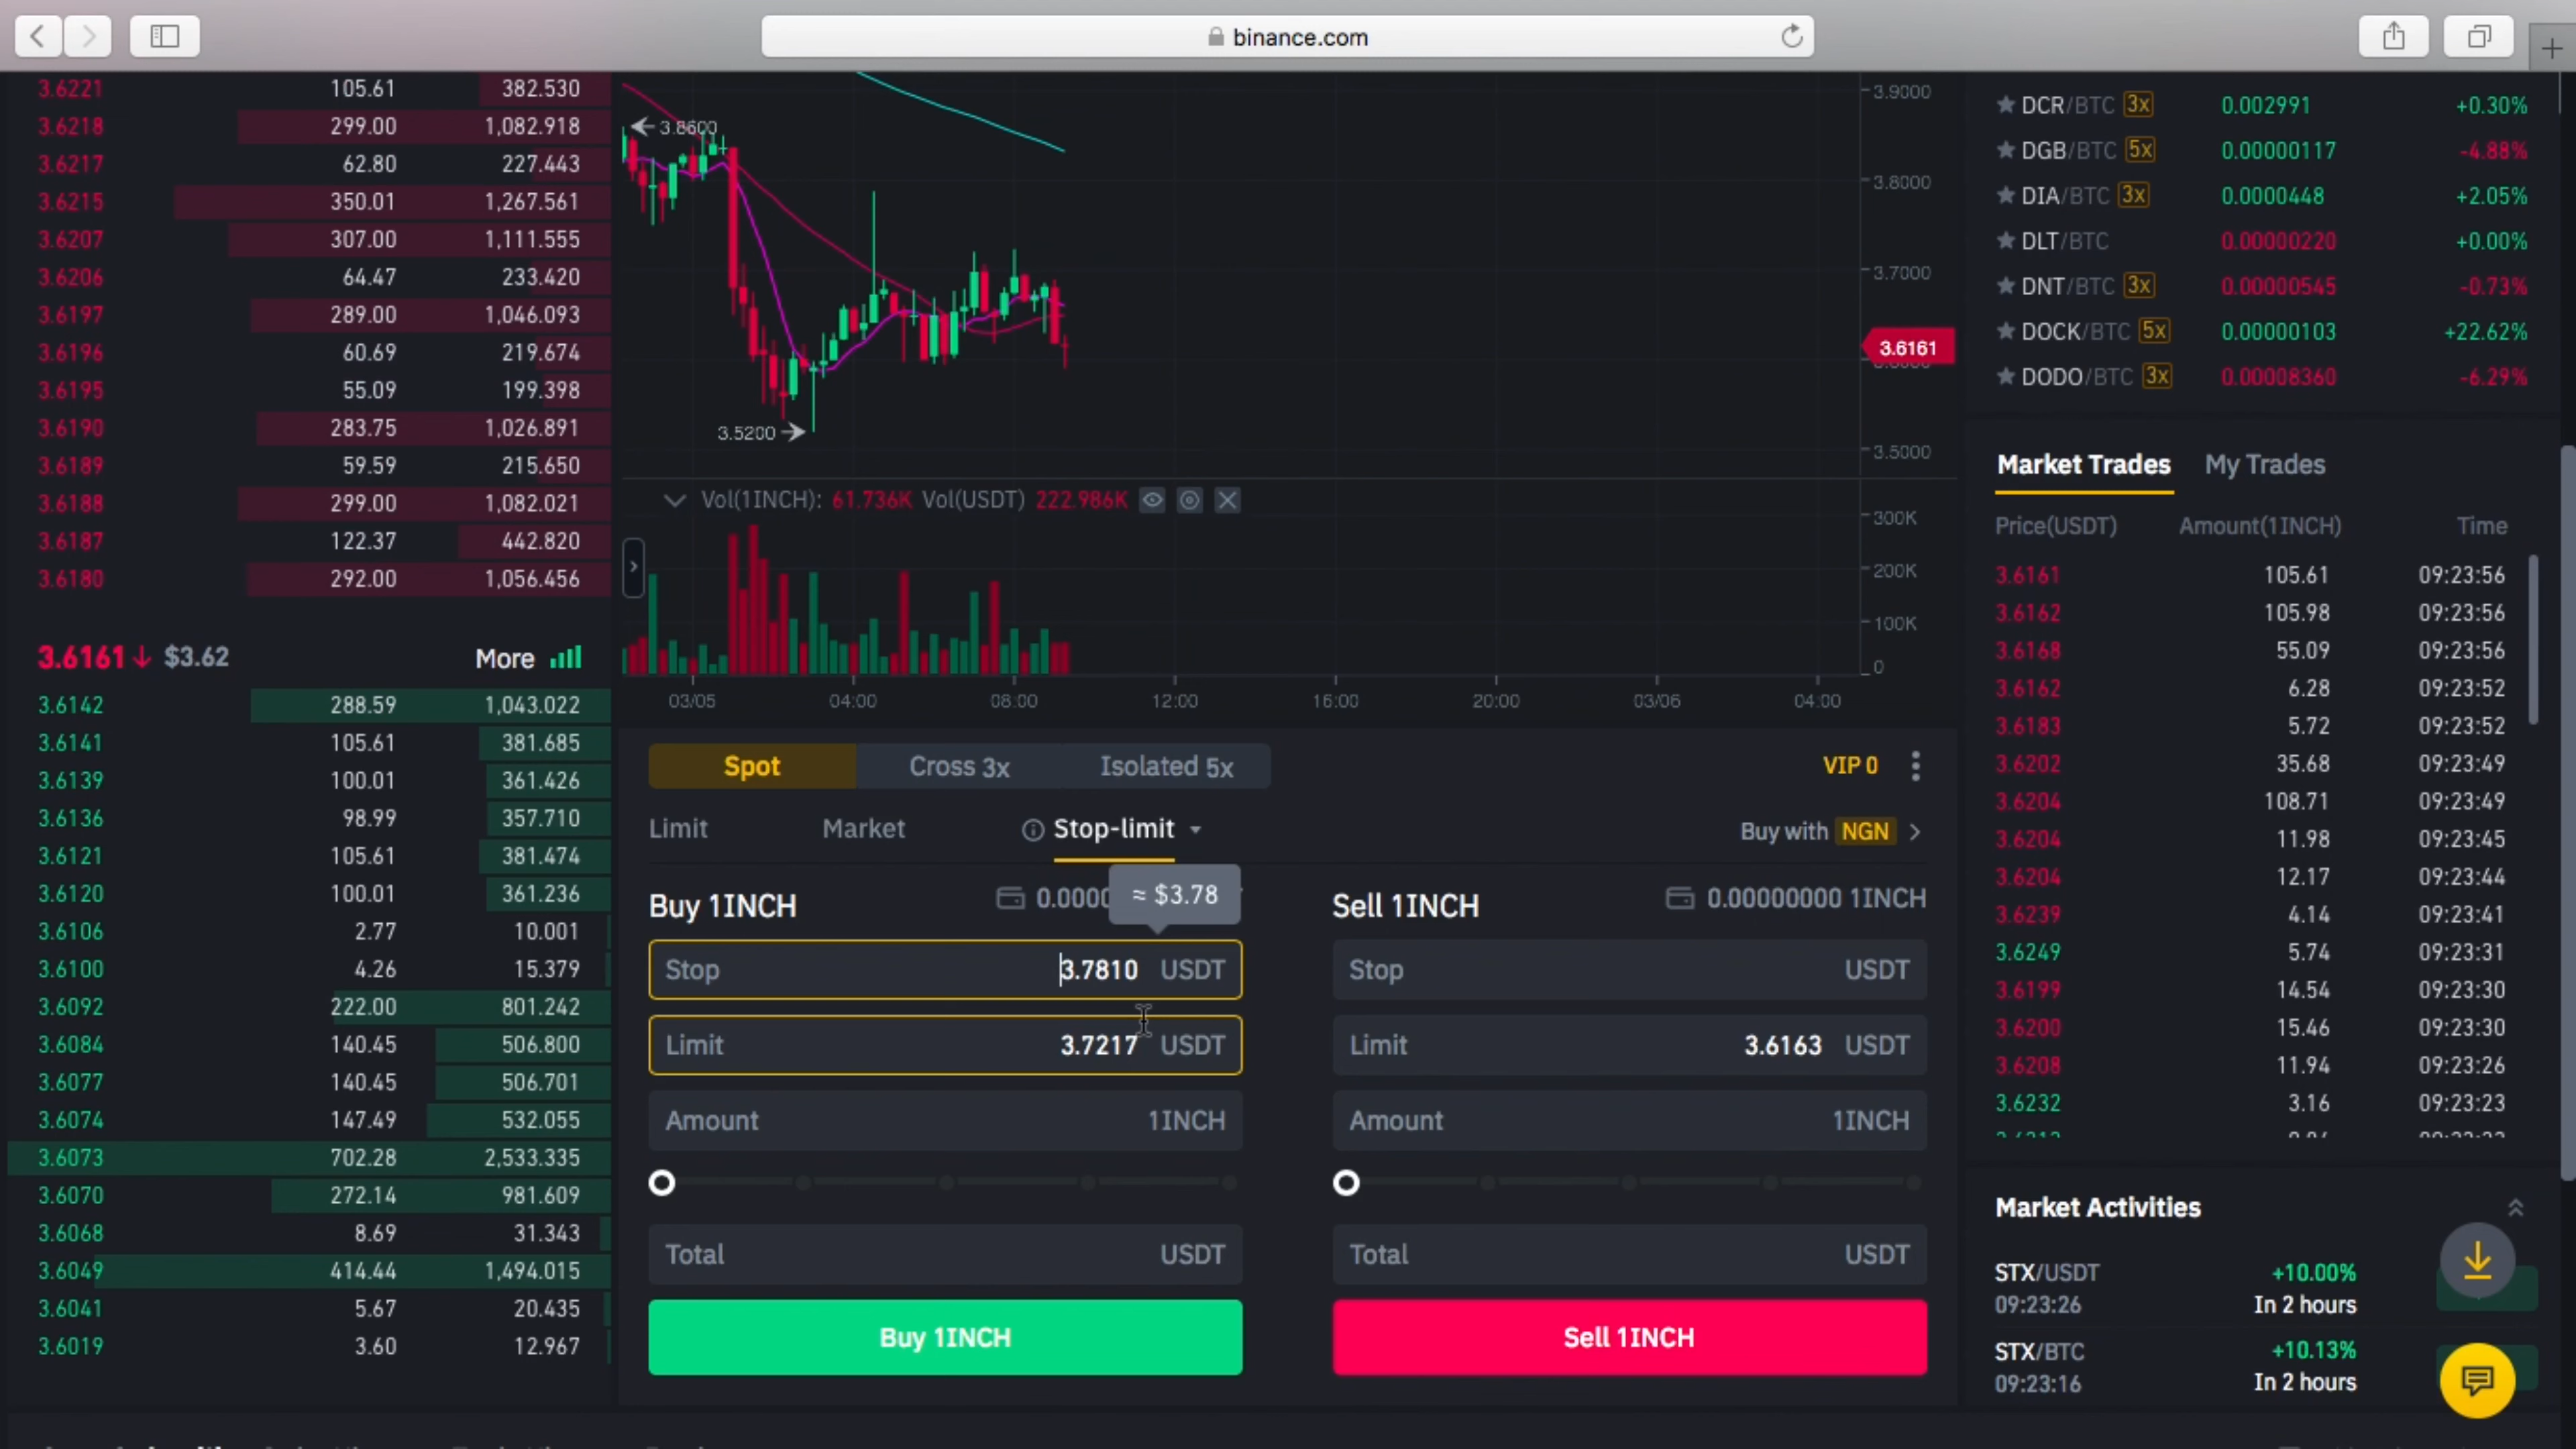 binance.com
3.6221 105.61 382.530
3.6218 299.00 1,082.918
3.6217 62.80 227.443
3.6215 350.01 1,267.561
3.6207 307.00 1,111.555
3.6206 64.47 233.420
3.6197 289.00 1,046.093
3.6196 60.69 219.674
3.6195 55.09 199.398
3.6190 283.75 1,026.891
3.6189 59.59 215.650
3.6188 299.00 1,082.021
3.6187 122.37 442.820
3.6180 292.00 1,056.456
3.6161↓ $3.62 More
3.6142 288.59 1,043.022
3.6141 105.61 381.685
3.6139 100.01 361.426
3.6136 98.99 357.710
3.6121 105.61 381.474
3.6120 100.01 361.236
3.6106 2.77 10.001
3.6100 4.26 15.379
3.6092 222.00 801.242
3.6084 140.45 506.800
3.6077 140.45 506.701
3.6074 147.49 532.055
3.6073 702.28 2,533.335
3.6070 272.14 981.609
3.6068 8.69 31.343
3.6049 414.44 1,494.015
3.6041 5.67 20.435
3.6019 3.60 12.967
3.8600
3.5200
3.9000
3.8000
3.7000
3.6161
3.5000
Vol(1INCH): 61.736K Vol(USDT) 222.986K
300K
200K
100K
0
03/05 04:00 08:00 12:00 16:00 20:00 03/06 04:00
Spot Cross 3x Isolated 5x VIP 0
Limit Market Stop-limit Buy with NGN
Buy 1INCH 0.0000 ≈ $3.78
Stop 3.7810 USDT
Limit 3.7217 USDT
Amount 1INCH
Total USDT
Buy 1INCH
Sell 1INCH 0.00000000 1INCH
Stop USDT
Limit 3.6163 USDT
Amount 1INCH
Total USDT
Sell 1INCH
DCR/BTC 3x 0.002991 +0.30%
DGB/BTC 5x 0.00000117 -4.88%
DIA/BTC 3x 0.0000448 +2.05%
DLT/BTC 0.00000220 +0.00%
DNT/BTC 3x 0.00000545 -0.73%
DOCK/BTC 5x 0.00000103 +22.62%
DODO/BTC 3x 0.00008360 -6.29%
Market Trades My Trades
Price(USDT) Amount(1INCH) Time
3.6161 105.61 09:23:56
3.6162 105.98 09:23:56
3.6168 55.09 09:23:56
3.6162 6.28 09:23:52
3.6183 5.72 09:23:52
3.6202 35.68 09:23:49
3.6204 108.71 09:23:49
3.6204 11.98 09:23:45
3.6204 12.17 09:23:44
3.6239 4.14 09:23:41
3.6249 5.74 09:23:31
3.6199 14.54 09:23:30
3.6200 15.46 09:23:30
3.6208 11.94 09:23:26
3.6232 3.16 09:23:23
Market Activities
STX/USDT +10.00%
09:23:26 In 2 hours
STX/BTC +10.13%
09:23:16 In 2 hours